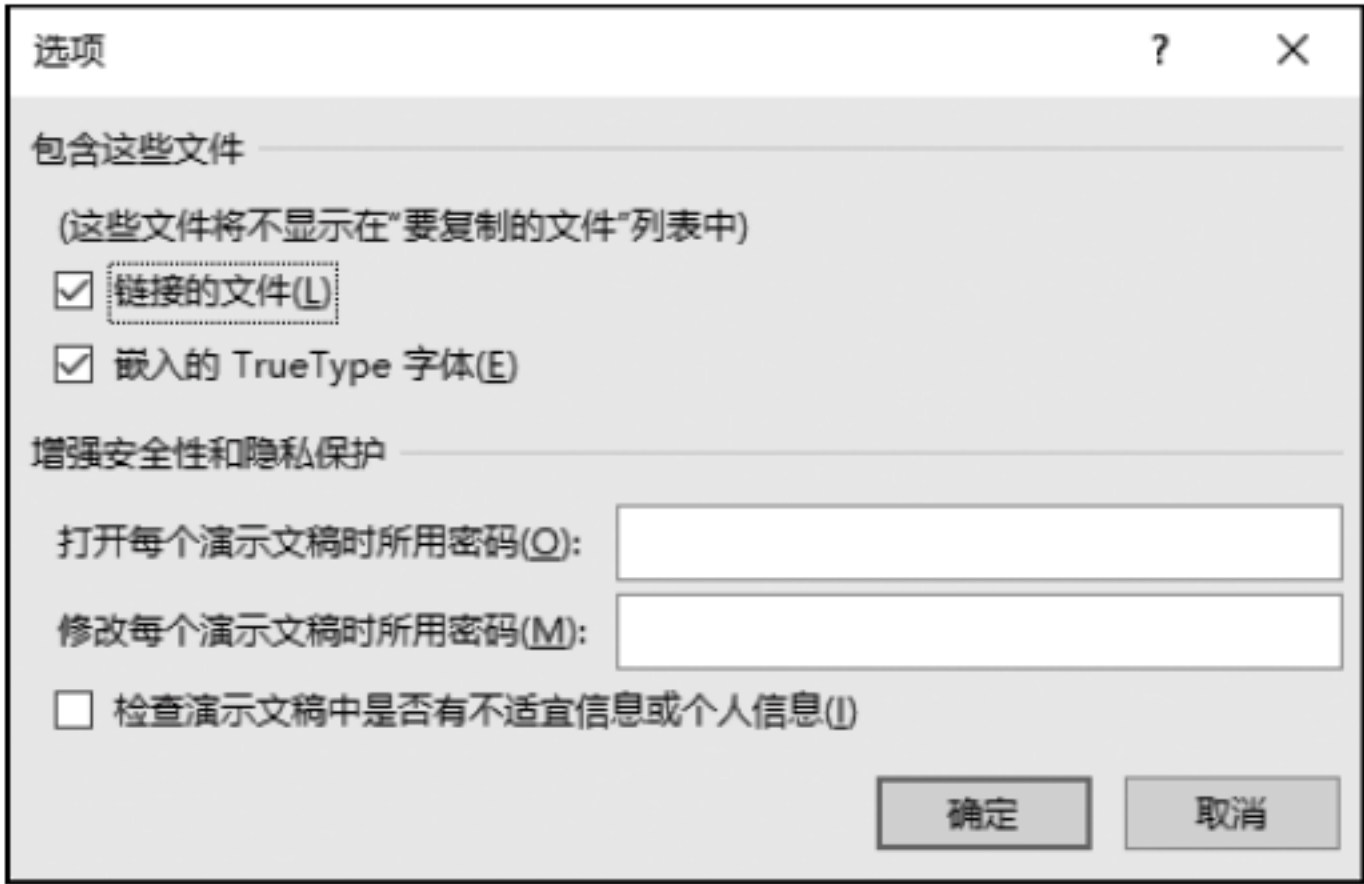 选项
?
包含这些文件
(这些文件将不显示在“要复制的文件”列表中)
链接的文件(L)
嵌入的 TrueType 字体(E)
增强安全性和隐私保护
打开每个演示文稿时所用密码(O):
修改每个演示文稿时所用密码(M):
检查演示文稿中是否有不适宜信息或个人信息(I)
确定 取消